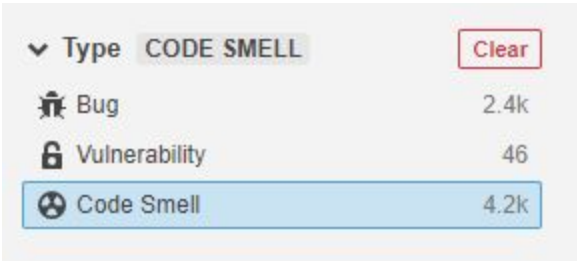 Type CODE SMELL Clear
Bug 2.4k
Vulnerability 46
Code Smell 4.2k